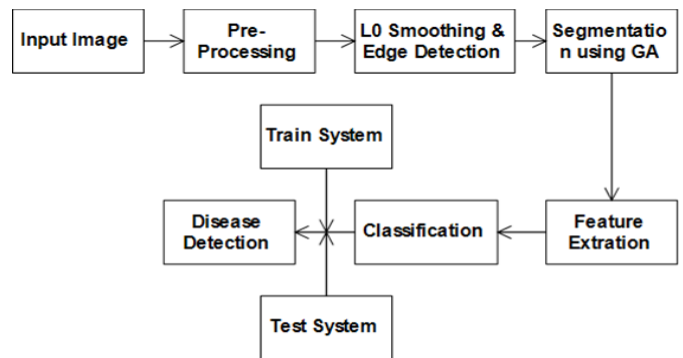 Input Image
Pre-
Processing
L0 Smoothing &
Edge Detection
Segmentatio
n using GA
Train System
Disease
Detection
Classification
Feature
Extration
Test System